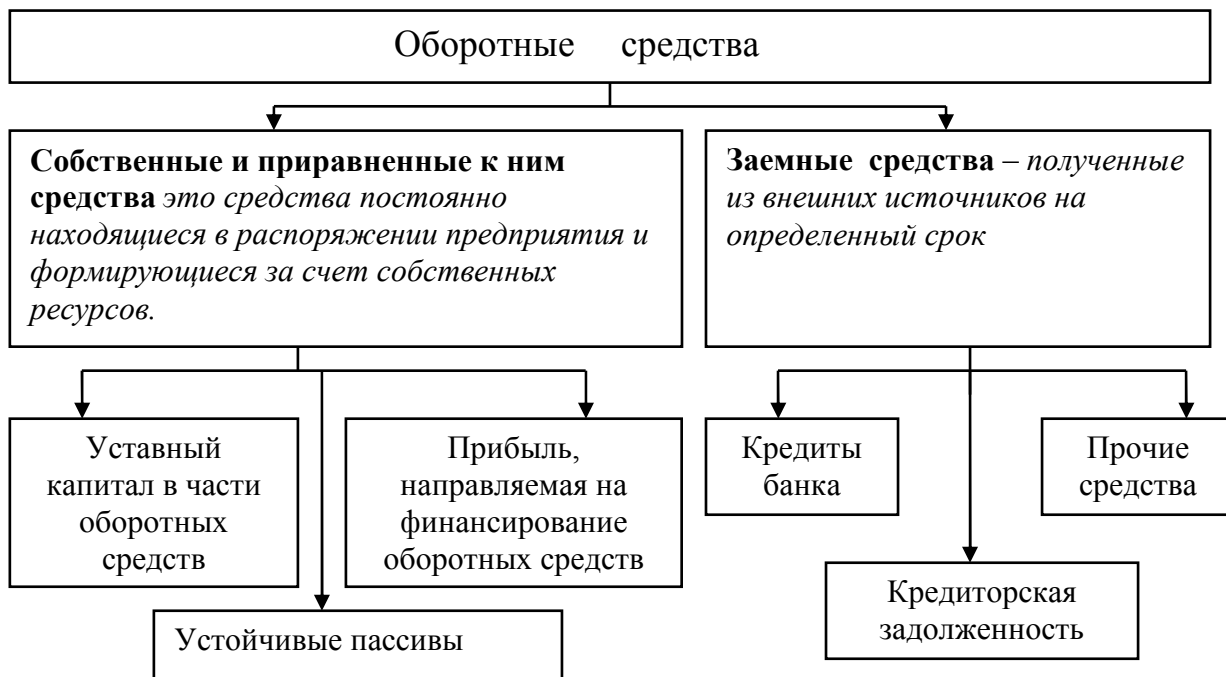 Оборотные средства
Собственные и приравненные к ним
средства это средства постоянно
находящиеся в распоряжении предприятия и
формирующиеся за счет собственных
ресурсов.
Заемные средства – полученные
из внешних источников на
определенный срок
Уставный
капитал в части
оборотных
средств
Прибыль,
направляемая на
финансирование
оборотных средств
Кредиты
банка
Прочие
средства
Устойчивые пассивы
Кредиторская
задолженность